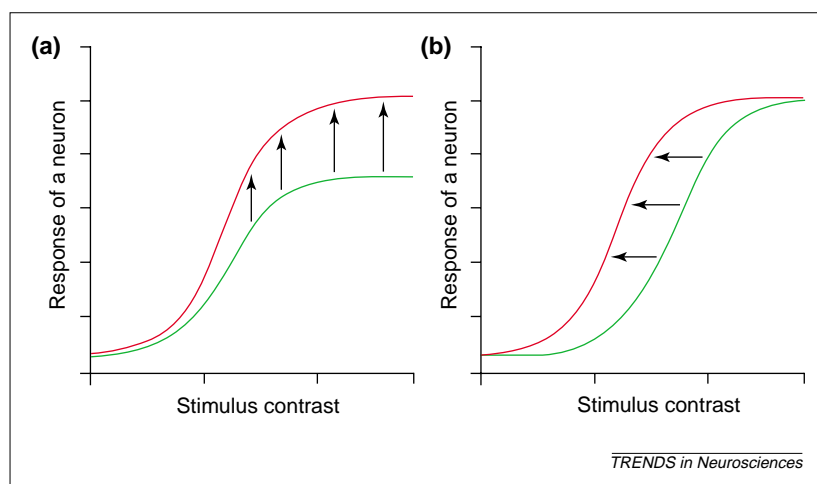 (a)
Response of a neuron
Stimulus contrast
(b)
Response of a neuron
Stimulus contrast
TRENDS in Neurosciences